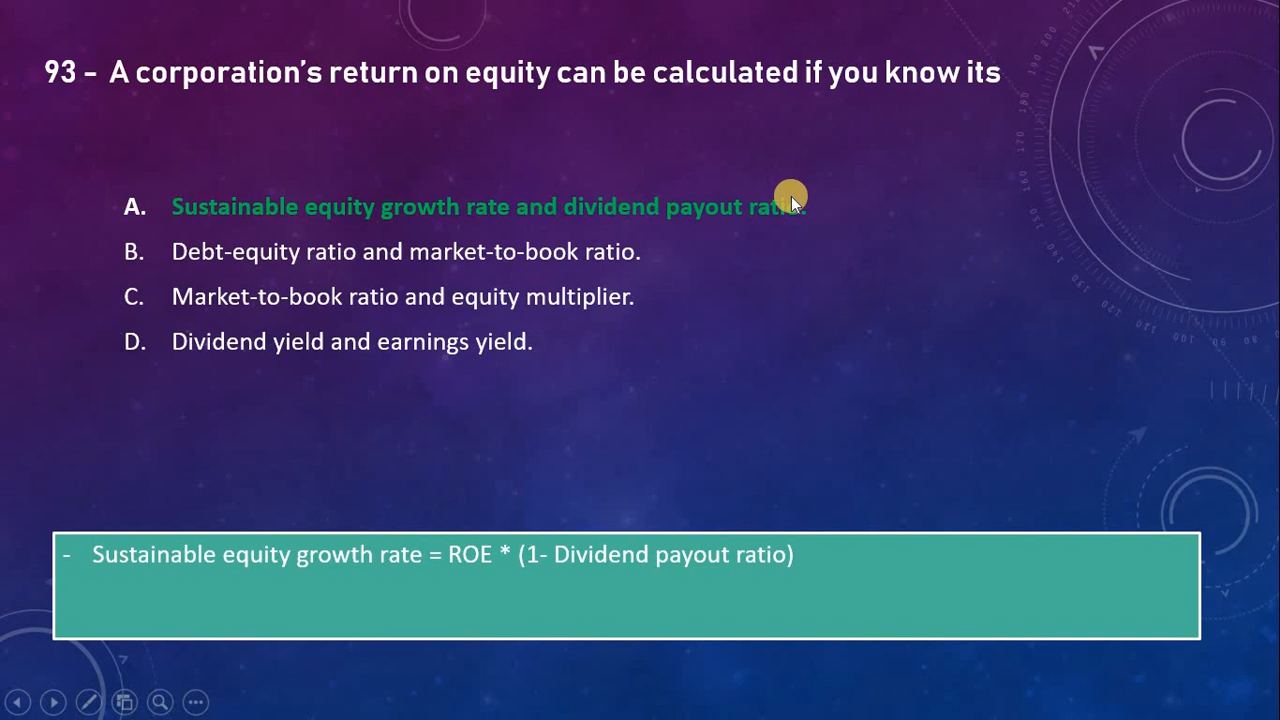 93 - A corporation's return on equity can be calculated if you know its
A. Sustainable equity growth rate and dividend payout ratio.
B. Debt-equity ratio and market-to-book ratio.
C. Market-to-book ratio and equity multiplier.
D. Dividend yield and earnings yield.
- Sustainable equity growth rate = ROE * (1- Dividend payout ratio)